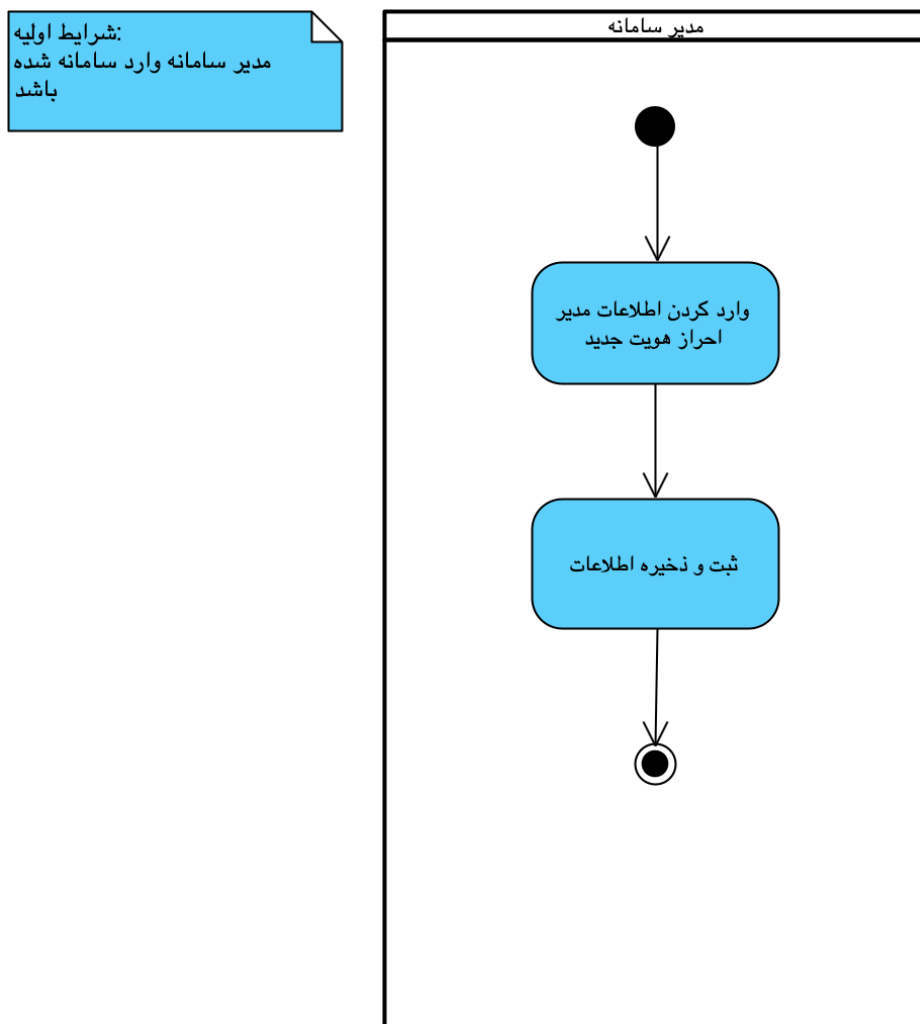 شرایط اولیه:
مدیر سامانه وارد سامانه شده
باشد
مدیر سامانه
وارد کردن اطلاعات مدیر
احراز هویت جدید
ثبت و ذخیره اطلاعات